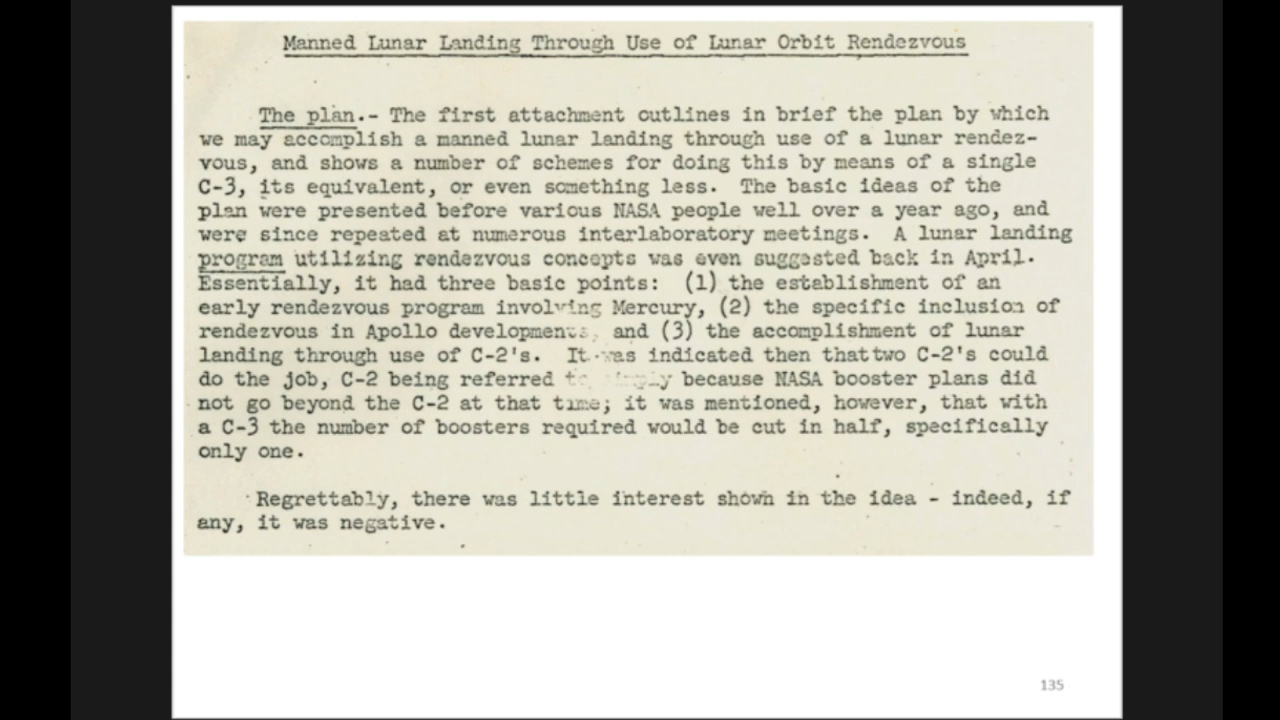 Manned Lunar Landing Through Use of Lunar Orbit Rendezvous
The plan.- The first attachment outlines in brief the plan by which
we may accomplish a manned lunar landing through use of a lunar rendez-
vous, and shows a number of schemes for doing this by means of a single
C-3, its equivalent, or even something less. The basic ideas of the
plan were presented before various NASA people well over a year ago, and
were since repeated at numerous interlaboratory meetings. A lunar landing
program utilizing rendezvous concepts was even suggested back in April.
Essentially, it had three basic points: (1) the establishment of an
early rendezvous program involving Mercury, (2) the specific inclusion of
rendezvous in Apollo developments, and (3) the accomplishment of lunar
landing through use of C-2's. It was indicated then that two C-2's could
do the job, C-2 being referred to simply because NASA booster plans did
not go beyond the C-2 at that time; it was mentioned, however, that with
a C-3 the number of boosters required would be cut in half, specifically
only one.
Regrettably, there was little interest shown in the idea - indeed, if
any, it was negative.
135